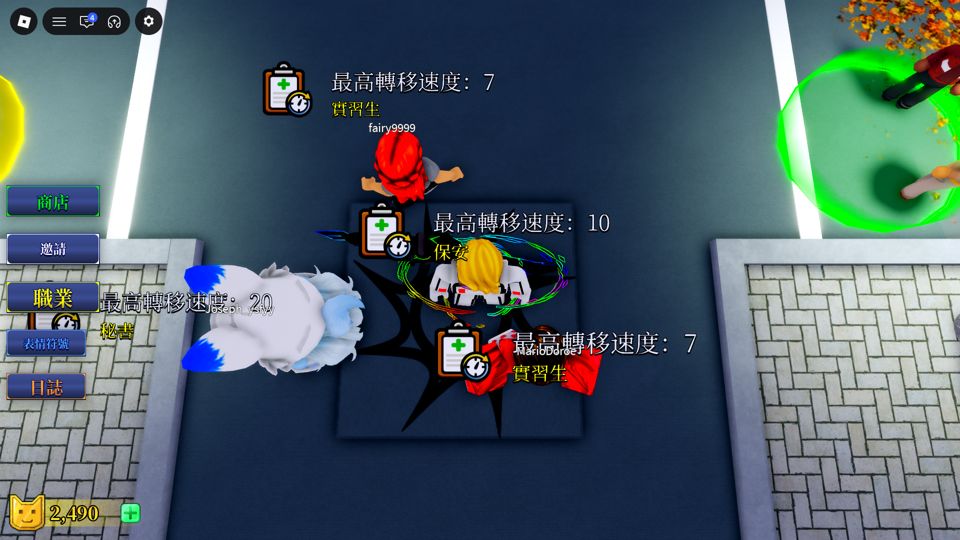 4
最高轉移速度：7
實習生
fairy9999
商店
最高轉移速度：10
邀請
保安
職業
最高轉移速度：20
秘書
表情符號
最高轉移速度：7
實習生
日誌
2,490